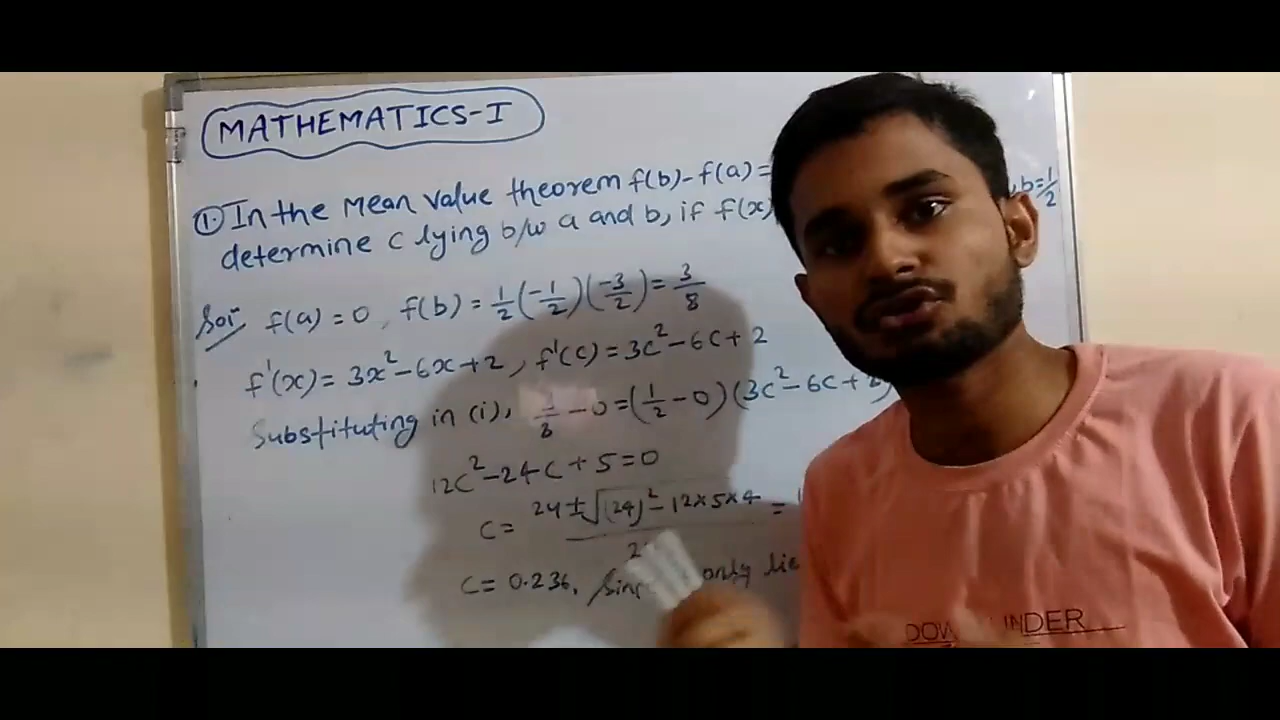 MATHEMATICS-I
① In the Mean value theorem f(b)-f(a)= , b=1/2
determine c lying b/w a and b, if f(x)
Sol f(a)=0, f(b)=1/2(-1/2)(-3/2)=3/8
f'(x)=3x²-6x+2, f'(c)=3c²-6c+2
Substituting in (i), 3/8-0=(1/2-0)(3c²-6c+2)
12c²-24c+5=0
c= 24±√(24)²-12×5×4 / 2 =
c=0.236. only lie
DOW UNDER